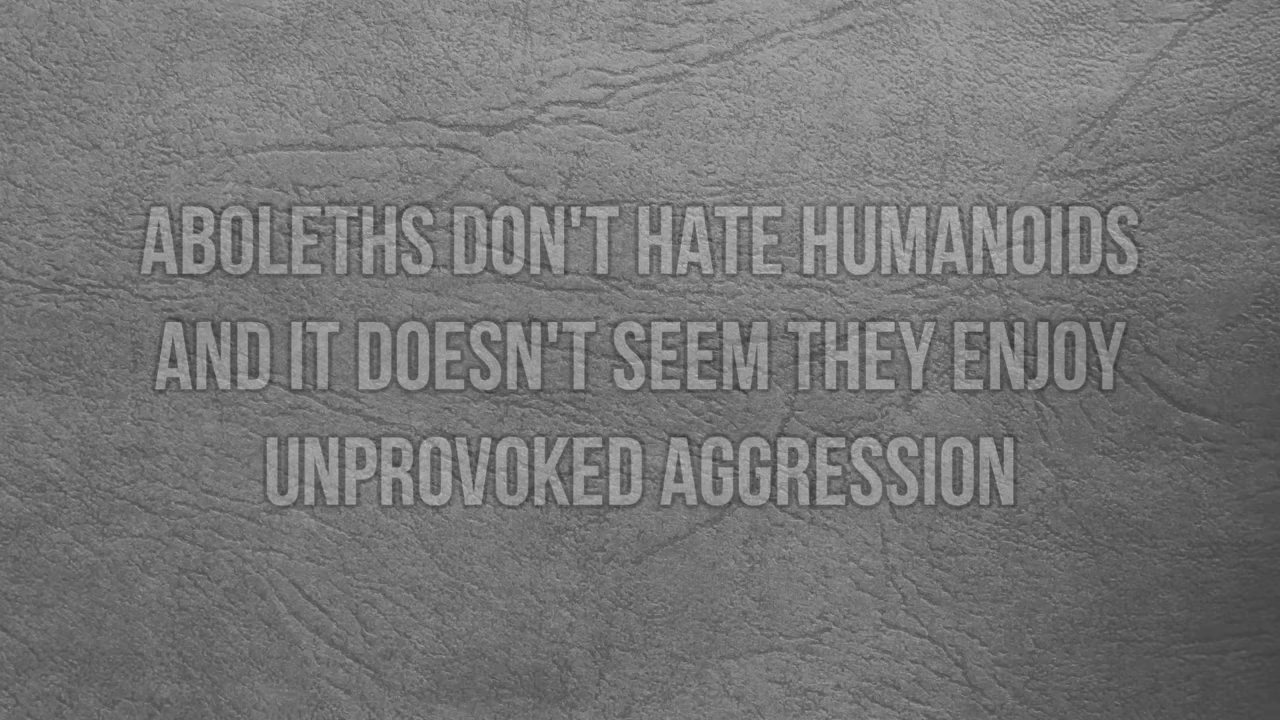 ABOLETHS DON'T HATE HUMANOIDS
AND IT DOESN'T SEEM THEY ENJOY
UNPROVOKED AGGRESSION